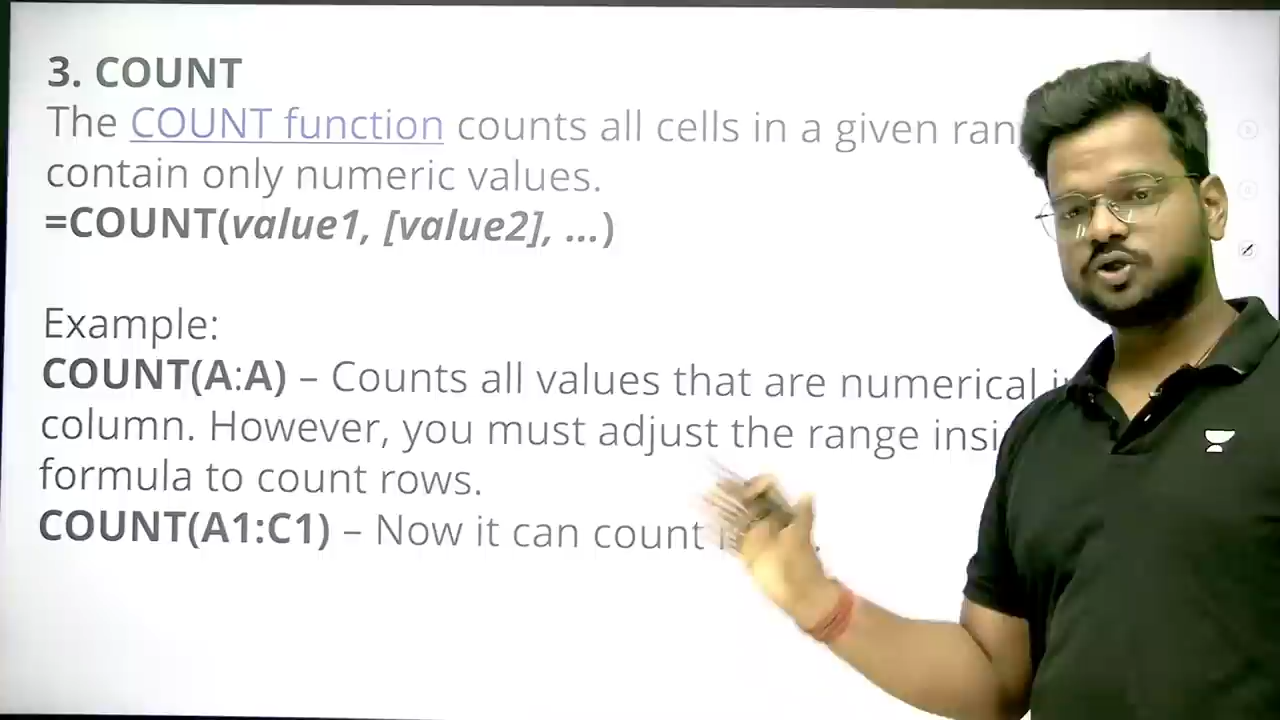 3. COUNT
The COUNT function counts all cells in a given
contain only numeric values.
=COUNT(value1, [value2], …)
Example:
COUNT(A:A) – Counts all values that are numerical
column. However, you must adjust the range
formula to count rows.
COUNT(A1:C1) – Now it can count